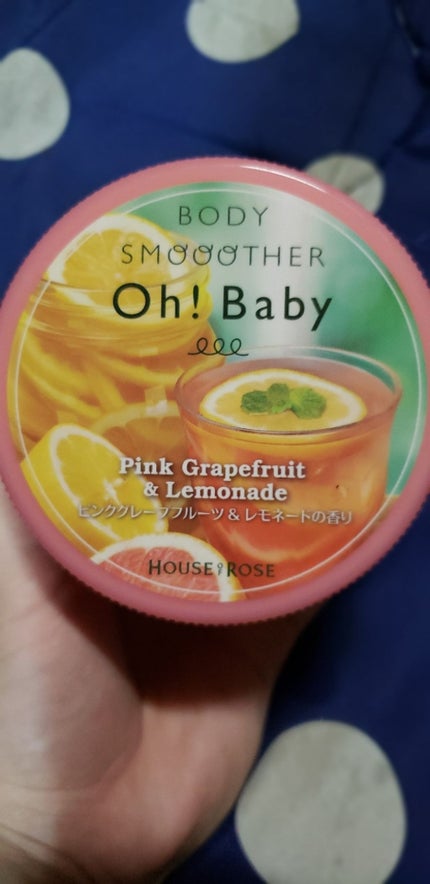 BODY
SMOOOTHER
Oh! Baby
Pink Grapefruit
& Lemonade
ピンクグレープフルーツ & レモネードの香り
HOUSE OF ROSE